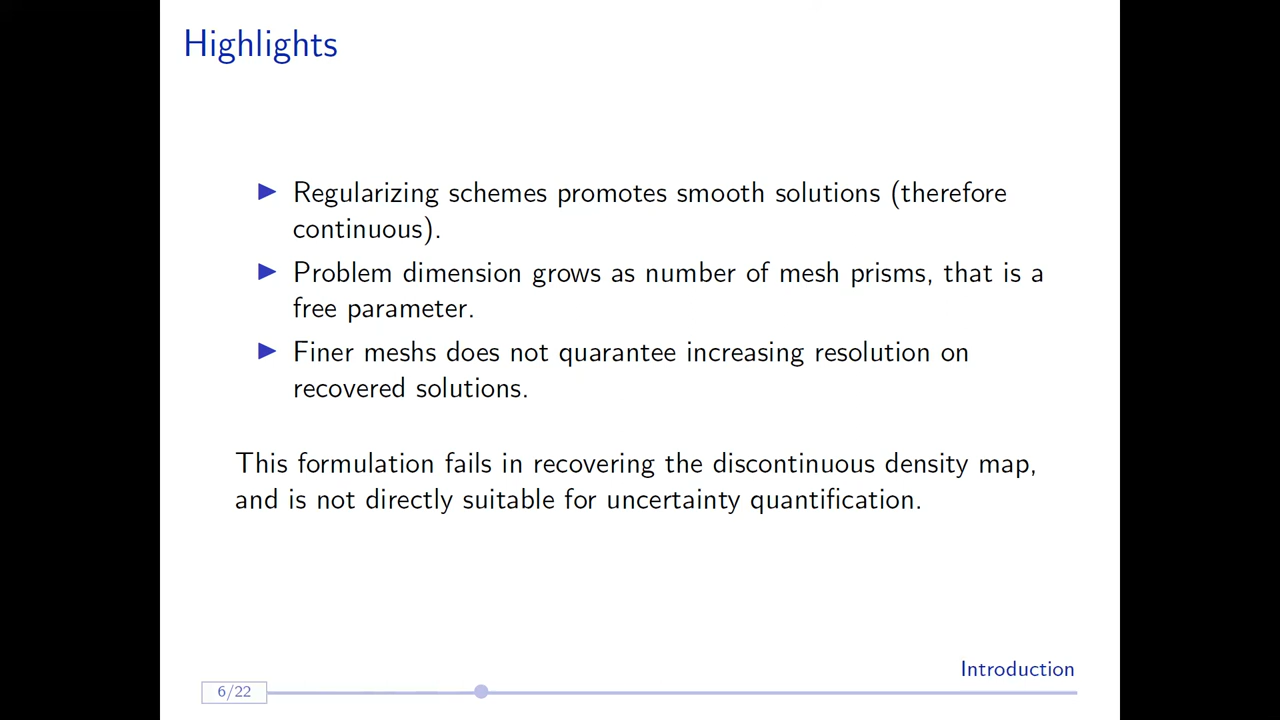 Highlights
Regularizing schemes promotes smooth solutions (therefore
continuous).
Problem dimension grows as number of mesh prisms, that is a
free parameter.
Finer meshs does not quarantee increasing resolution on
recovered solutions.
This formulation fails in recovering the discontinuous density map,
and is not directly suitable for uncertainty quantification.
Introduction
6/22